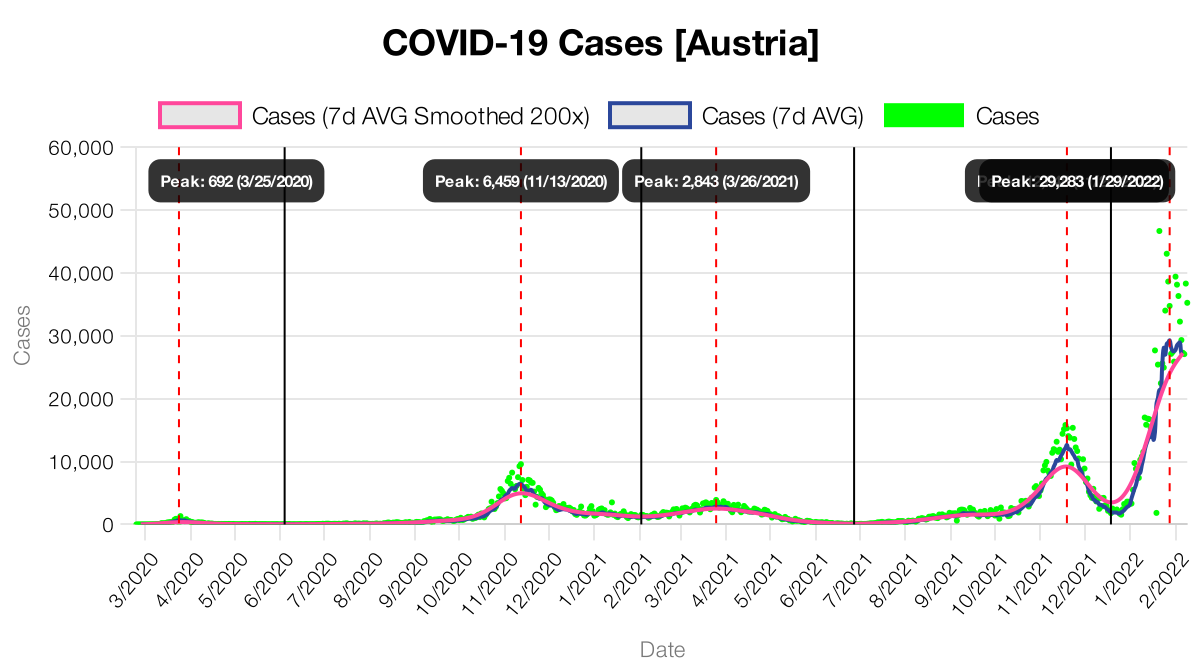 COVID-19 Cases [Austria]
Cases (7d AVG Smoothed 200x) Cases (7d AVG) Cases
60,000
50,000
40,000
30,000
20,000
10,000
0
Cases
Peak: 692 (3/25/2020) Peak: 6,459 (11/13/2020) Peak: 2,843 (3/26/2021) Peak: 29,283 (1/29/2022)
3/2020 4/2020 5/2020 6/2020 7/2020 8/2020 9/2020 10/2020 11/2020 12/2020 1/2021 2/2021 3/2021 4/2021 5/2021 6/2021 7/2021 8/2021 9/2021 10/2021 11/2021 12/2021 1/2022 2/2022
Date